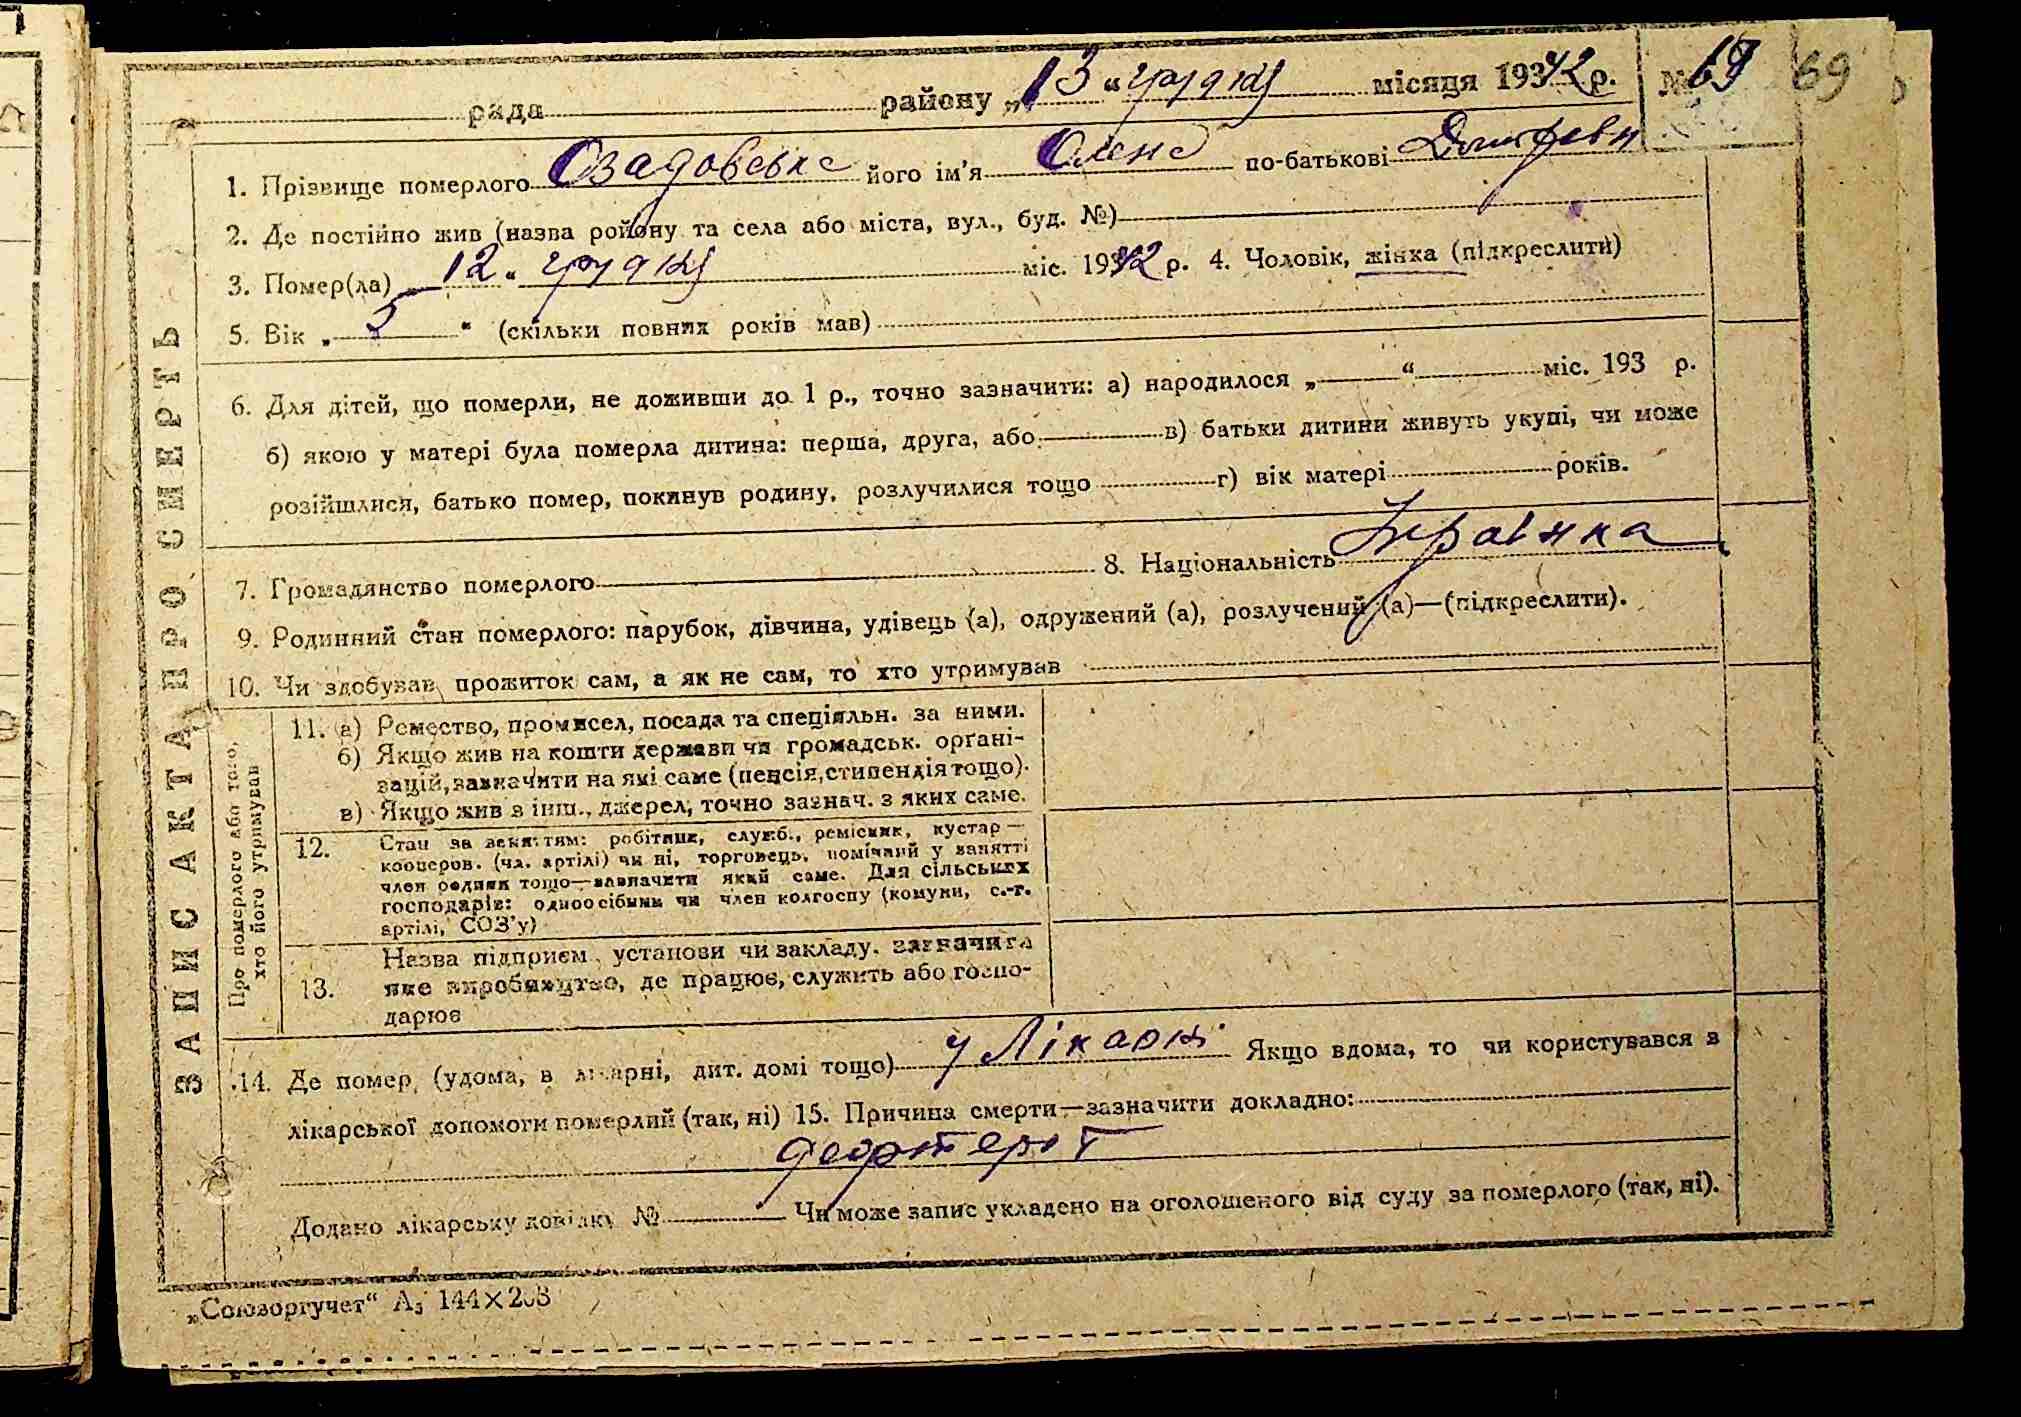 рада района „13“ грудня місяця 1942 р. № 69 69
1. Прізвище померлого Озадовська його ім'я Олена по-батькові
2. Де постійно жив (назва району та села або міста, вул., буд. №)
3. Помер(ла) „12“ грудня міс. 1942 р. 4. Чоловік, жінка (підкреслити)
5. Вік „5“ (скільки повних років мав)
6. Для дітей, що померли, не доживши до 1 р., точно зазначити: а) народилося „ “ міс. 193 р.
б) якою у матері була померла дитина: перша, друга, або в) батьки дитини живуть укупі, чи може
розійшлися, батько помер, покинув родину, розлучилися тощо г) вік матері років.
7. Громадянство померлого 8. Національність Українка
9. Родинний стан померлого: парубок, дівчина, удівець (а), одружений (а), розлучений (а)—(підкреслити).
10. Чи здобував прожиток сам, а як не сам, то хто утримував
ЗАПИС АКТА ПРО СМЕРТЬ
Про померлого або того,
хто його утримував
11. а) Ремество, промисел, посада та спеціяльн. за ними.
б) Якщо жив на кошти держави чи громадськ. орґані-
зацій, зазначити на які саме (пенсія, стипендія тощо).
в) Якщо жив з інш., джерел, точно зазнач. з яких саме.
12. Стан за заняттям: робітник, служб., ремісник, кустар—
кооперов. (чл. артілі) чи ні, торговець, помічний у занятті
член родини тощо—зазначити який саме. Для сільських
господарів: одноосібник чи член колгоспу (комуни, с.-г.
артілі, СОЗ'у)
13. Назва підприєм., установи чи закладу, зазначити
яке виробництво, де працює, служить або госпо-
дарює
14. Де помер (удома, в лікарні, дит. домі тощо) у Лікарні Якщо вдома, то чи користувався з
лікарської допомоги померлий (так, ні) 15. Причина смерти—зазначити докладно:
дефтеріт
Додано лікарську довідку № Чи може запис укладено на оголошеного від суду за померлого (так, ні).
„Союзоргучет“ А₅ 144×208